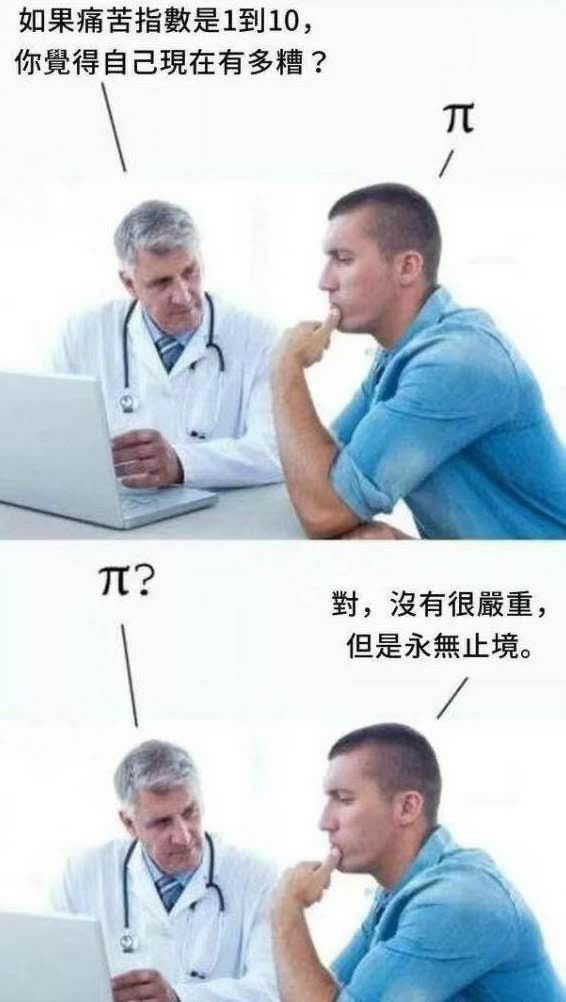 如果痛苦指數是1到10，
你覺得自己現在有多糟？
π
π?
對，沒有很嚴重，
但是永無止境。